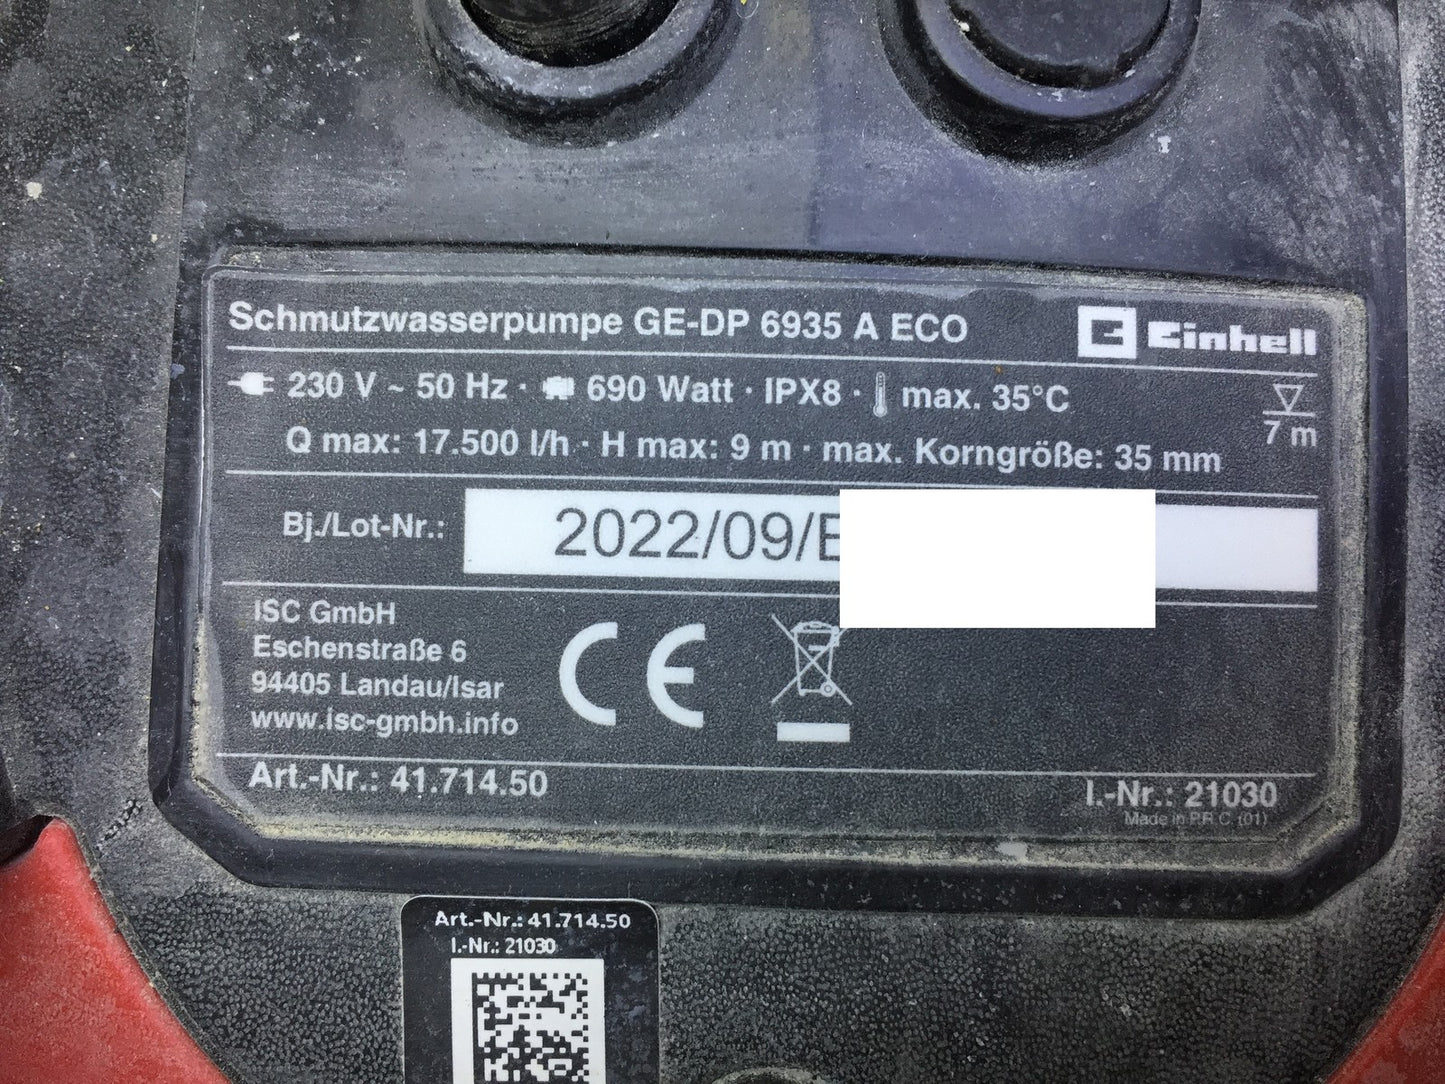 Schmutzwasserpumpe GE-DP 6935 A ECO
Einhell
230 V ~ 50 Hz · 690 Watt · IPX8 · max. 35°C
7 m
Q max: 17.500 l/h · H max: 9 m · max. Korngröße: 35 mm
Bj./Lot-Nr.: 2022/09/
ISC GmbH
Eschenstraße 6
94405 Landau/Isar
www.isc-gmbh.info
CE
Art.-Nr.: 41.714.50
I.-Nr.: 21030
Made in P.R.C. (01)
Art.-Nr.: 41.714.50
I.-Nr.: 21030